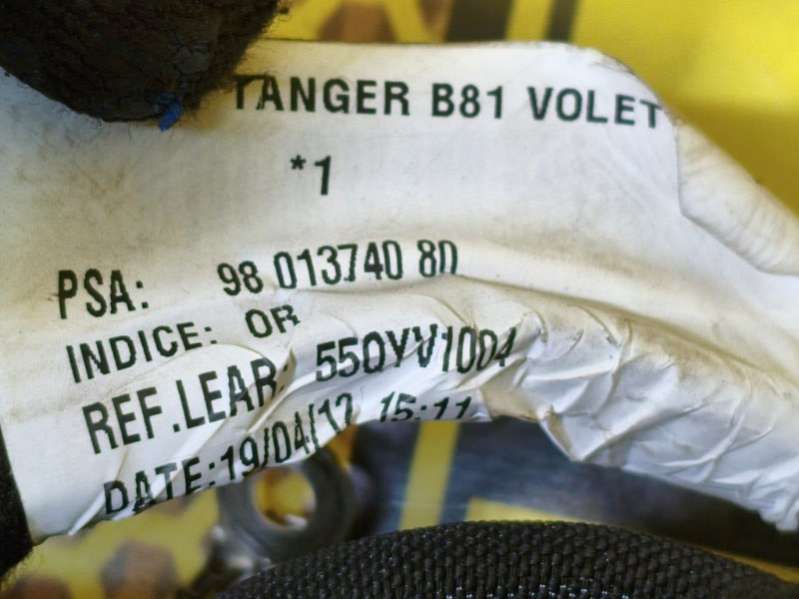 TANGER B81 VOLET
*1
PSA: 98 013740 80
INDICE: OR
REF.LEAR: 55QYV1004
DATE:19/04/12 15:11